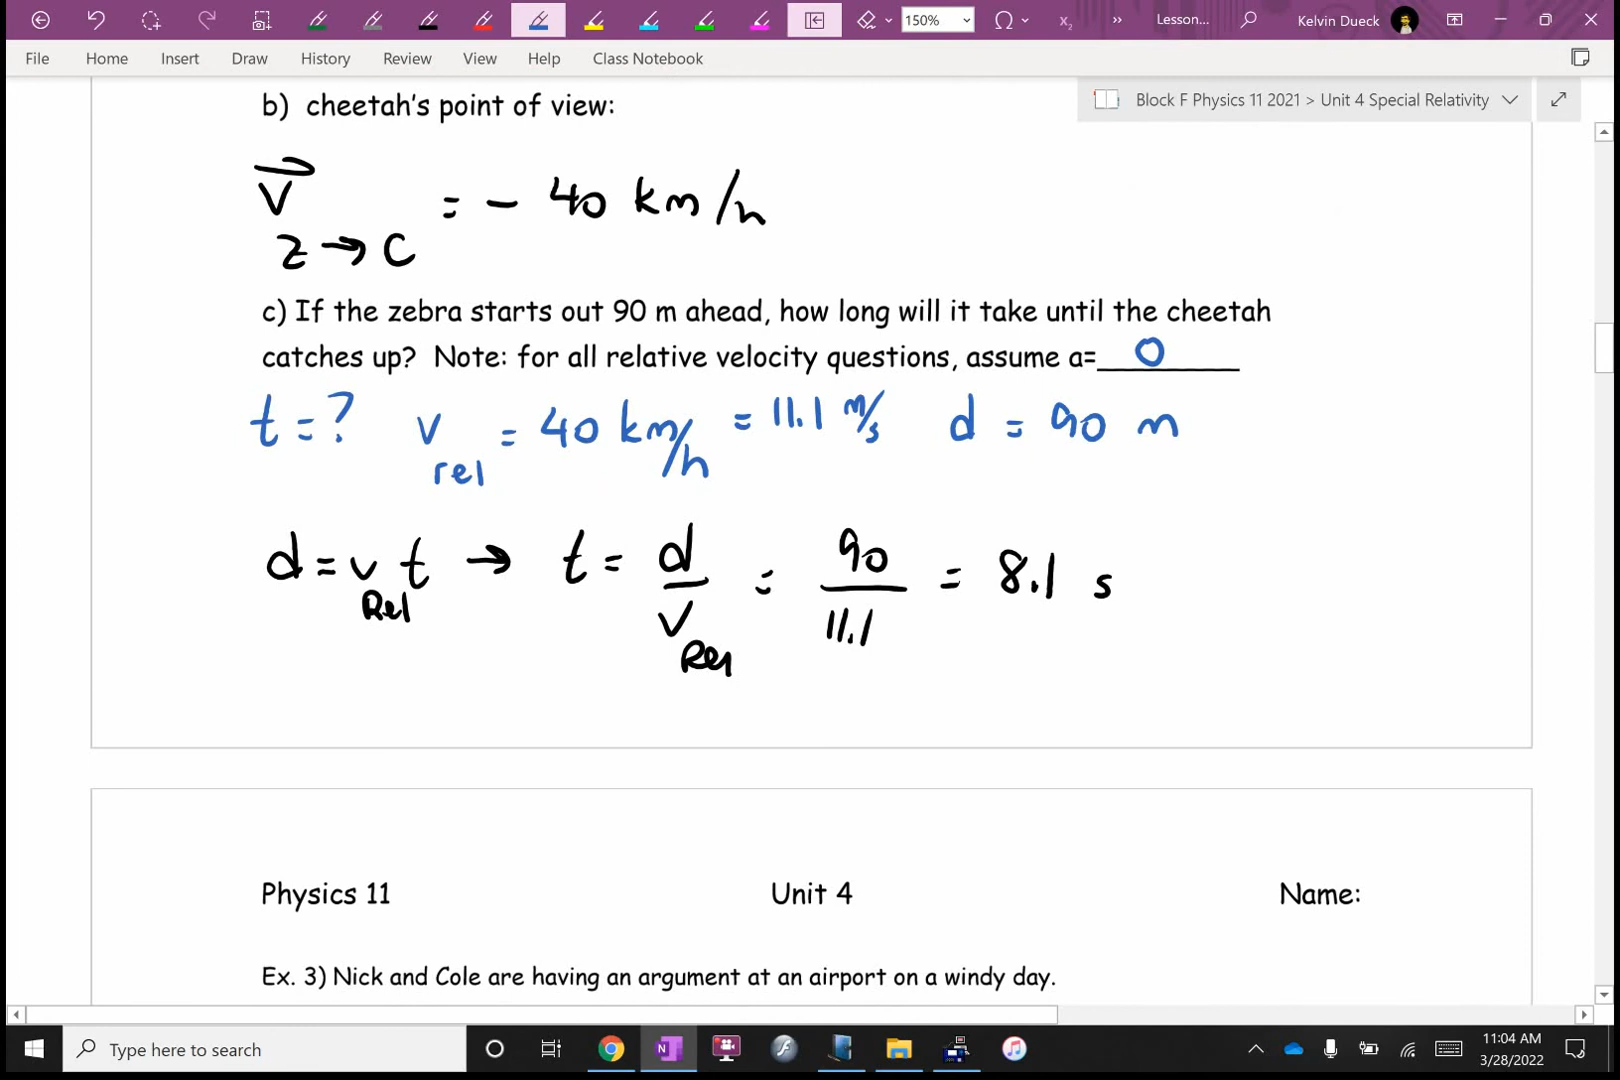 150%
Ω
x₂
Lesson...
Kelvin Dueck
File Home Insert Draw History Review View Help Class Notebook
Block F Physics 11 2021 > Unit 4 Special Relativity
b) cheetah's point of view:
V = - 40 km/h
Z → C
c) If the zebra starts out 90 m ahead, how long will it take until the cheetah
catches up? Note: for all relative velocity questions, assume a= 0
t = ? v rel = 40 km/h = 11.1 m/s d = 90 m
d = v Rel t → t = d / v Rel = 90 / 11.1 = 8.1 s
Physics 11 Unit 4 Name:
Ex. 3) Nick and Cole are having an argument at an airport on a windy day.
Type here to search
11:04 AM
3/28/2022